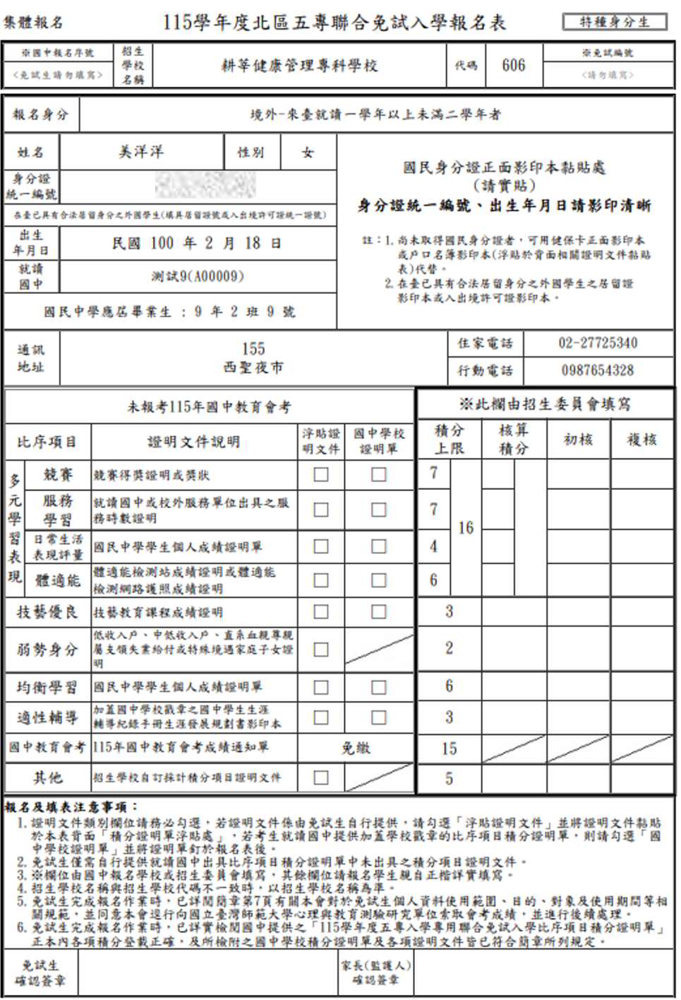 集體報名
115學年度北區五專聯合免試入學報名表
特種身分生
※國中報名序號
<免試生請勿填寫>
招生
學校
名稱
耕莘健康管理專科學校
代碼
606
※免試編號
<請勿填寫>
報名身分
境外-來臺就讀一學年以上未滿二學年者
姓名
美洋洋
性別
女
身分證
統一編號
在臺已具有合法居留身分之外國學生(填具居留證號或入出境許可證統一證號)
出生
年月日
民國 100 年 2 月 18 日
就讀
國中
測試9(A00009)
國民中學應屆畢業生 : 9 年 2 班 9 號
國民身分證正面影印本黏貼處
(請實貼)
身分證統一編號、出生年月日請影印清晰
註:1. 尚未取得國民身分證者,可用健保卡正面影印本
或戶口名簿影印本(浮貼於背面相關證明文件黏貼
表)代替。
2. 在臺已具有合法居留身分之外國學生之居留證
影印本或入出境許可證影印本。
通訊
地址
155
西聖夜市
住家電話
02-27725340
行動電話
0987654328
未報考115年國中教育會考
※此欄由招生委員會填寫
比序項目
證明文件說明
浮貼證
明文件
國中學校
證明單
積分
上限
核算
積分
初核
複核
多元學習表現
競賽
競賽得獎證明或獎狀
□
□
7
16
服務
學習
就讀國中或校外服務單位出具之服
務時數證明
□
□
7
日常生活
表現評量
國民中學學生個人成績證明單
□
□
4
體適能
體適能檢測站成績證明或體適能
檢測網路護照成績證明
□
□
6
技藝優良
技藝教育課程成績證明
□
□
3
弱勢身分
低收入戶、中低收入戶、直系血親尊親
屬支領失業給付或特殊境遇家庭子女證
明
□
2
均衡學習
國民中學學生個人成績證明單
□
□
6
適性輔導
加蓋國中學校戳章之國中學生生涯
輔導紀錄手冊生涯發展規劃書影印本
□
□
3
國中教育會考
115年國中教育會考成績通知單
免繳
15
其他
招生學校自訂採計積分項目證明文件
□
5
報名及填表注意事項:
1. 證明文件類別欄位請務必勾選,若證明文件係由免試生自行提供,請勾選「浮貼證明文件」並將證明文件黏貼
於本表背面「積分證明單浮貼處」,若考生就讀國中提供加蓋學校戳章的比序項目積分證明單,則請勾選「國
中學校證明單」並將證明單釘於報名表後。
2. 免試生僅需自行提供就讀國中出具比序項目積分證明單中未出具之積分項目證明文件。
3. ※欄位由國中報名學校或招生委員會填寫,其餘欄位請報名學生親自正楷詳實填寫。
4. 招生學校名稱與招生學校代碼不一致時,以招生學校名稱為準。
5. 免試生完成報名作業時,已詳閱簡章第7頁有關本會對於免試生個人資料使用範圍、目的、對象及使用期間等相
關規範,並同意本會逕行向國立臺灣師範大學心理與教育測驗研究單位索取會考成績,並進行後續處理。
6. 免試生完成報名作業時,已詳實檢閱國中提供之「115學年度五專入學專用聯合免試入學比序項目積分證明單」
正本內各項積分登載正確,及所檢附之國中學校積分證明單及各項證明文件皆已符合簡章所列規定。
免試生
確認簽章
家長(監護人)
確認簽章